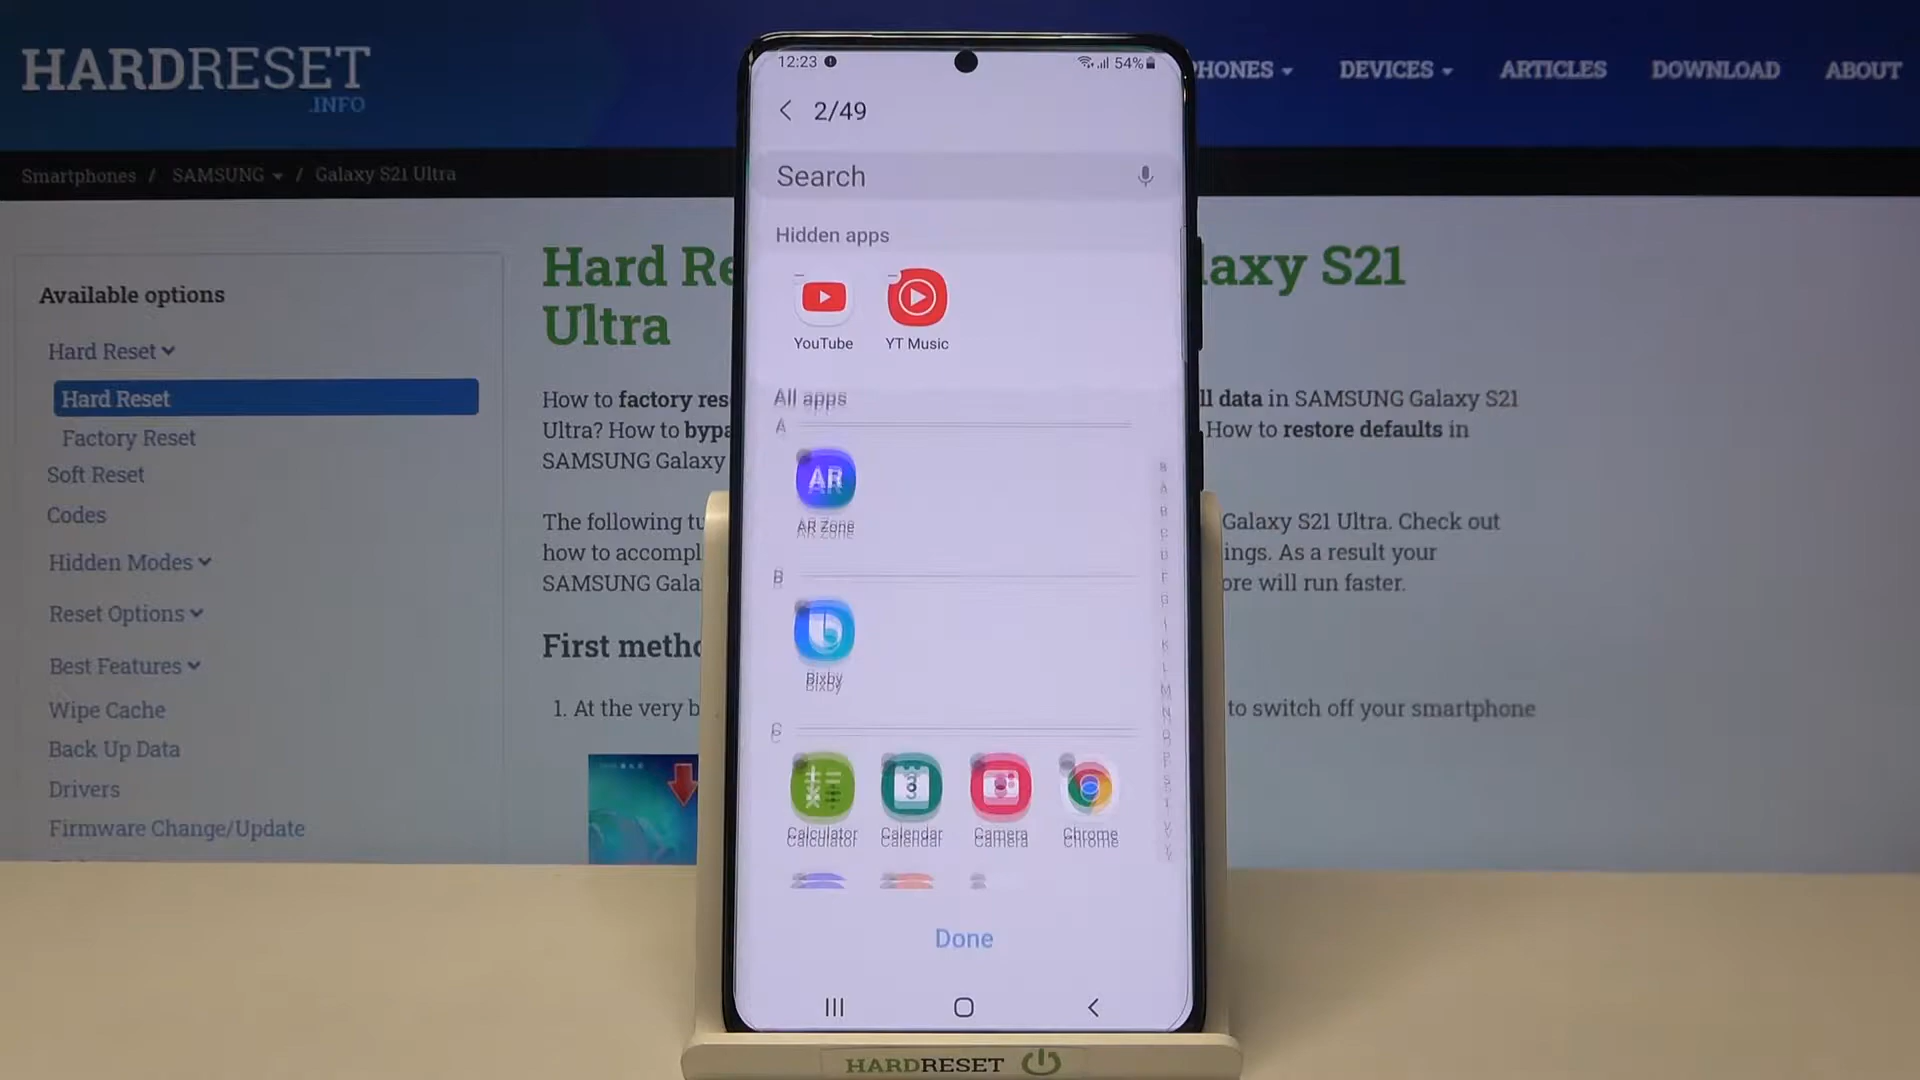 HARDRESET
.INFO
PHONES
DEVICES
ARTICLES
DOWNLOAD
ABOUT
Smartphones / SAMSUNG / Galaxy S21 Ultra
Available options
Hard Reset
Hard Reset
Factory Reset
Soft Reset
Codes
Hidden Modes
Reset Options
Best Features
Wipe Cache
Back Up Data
Drivers
Firmware Change/Update
Hard Re laxy S21
Ultra
How to factory res ll data in SAMSUNG Galaxy S21
Ultra? How to bypa How to restore defaults in
SAMSUNG Galaxy
The following tu Galaxy S21 Ultra. Check out
how to accompl ings. As a result your
SAMSUNG Gala ore will run faster.
First metho
1. At the very b to switch off your smartphone
12:23 54%
2/49
Search
Hidden apps
YouTube YT Music
All apps
A
AR
AR Zone
B
Bixby
C
3
Calculator Calendar Camera Chrome
Done
HARDRESET